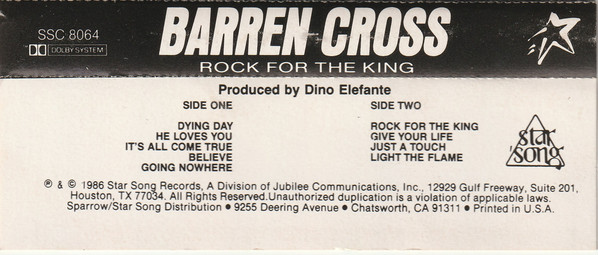 SSC 8064
DOLBY SYSTEM
BARREN CROSS
ROCK FOR THE KING
Produced by Dino Elefante
SIDE ONE
DYING DAY
HE LOVES YOU
IT'S ALL COME TRUE
BELIEVE
GOING NOWHERE
SIDE TWO
ROCK FOR THE KING
GIVE YOUR LIFE
JUST A TOUCH
LIGHT THE FLAME
star song
℗ & © 1986 Star Song Records, A Division of Jubilee Communications, Inc., 12929 Gulf Freeway, Suite 201,
Houston, TX 77034. All Rights Reserved.Unauthorized duplication is a violation of applicable laws.
Sparrow/Star Song Distribution ● 9255 Deering Avenue ● Chatsworth, CA 91311 ● Printed in U.S.A.